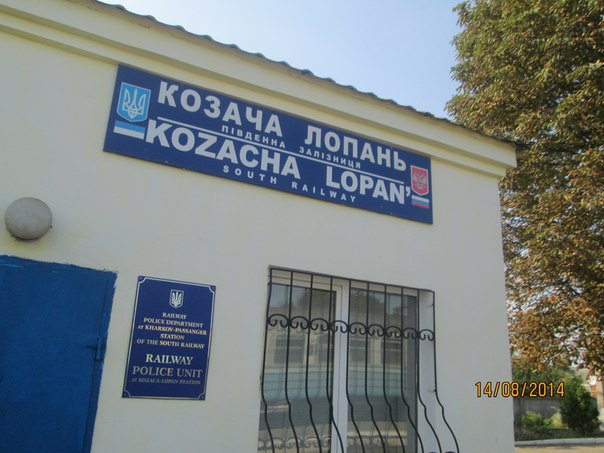 КОЗАЧА ЛОПАНЬ
ПІВДЕННА ЗАЛІЗНИЦЯ
KOZACHA LOPAN'
SOUTH RAILWAY
RAILWAY
POLICE DEPARTMENT
AT KHARKOV-PASSANGER
STATION
OF THE SOUTH RAILWAY
RAILWAY
POLICE UNIT
AT KOZACA-LOPAN STATION
14/08/2014